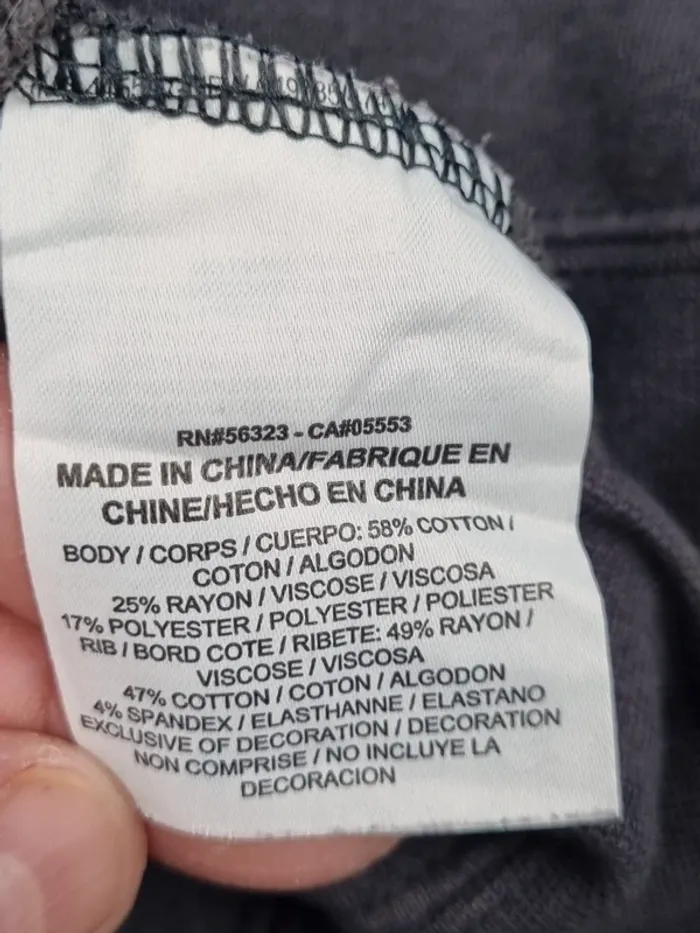 RN#56323 - CA#05553
MADE IN CHINA/FABRIQUE EN
CHINE/HECHO EN CHINA
BODY / CORPS / CUERPO: 58% COTTON /
COTON / ALGODON
25% RAYON / VISCOSE / VISCOSA
17% POLYESTER / POLYESTER / POLIESTER
RIB / BORD COTE / RIBETE: 49% RAYON /
VISCOSE / VISCOSA
47% COTTON / COTON / ALGODON
4% SPANDEX / ELASTHANNE / ELASTANO
EXCLUSIVE OF DECORATION / DECORATION
NON COMPRISE / NO INCLUYE LA
DECORACION